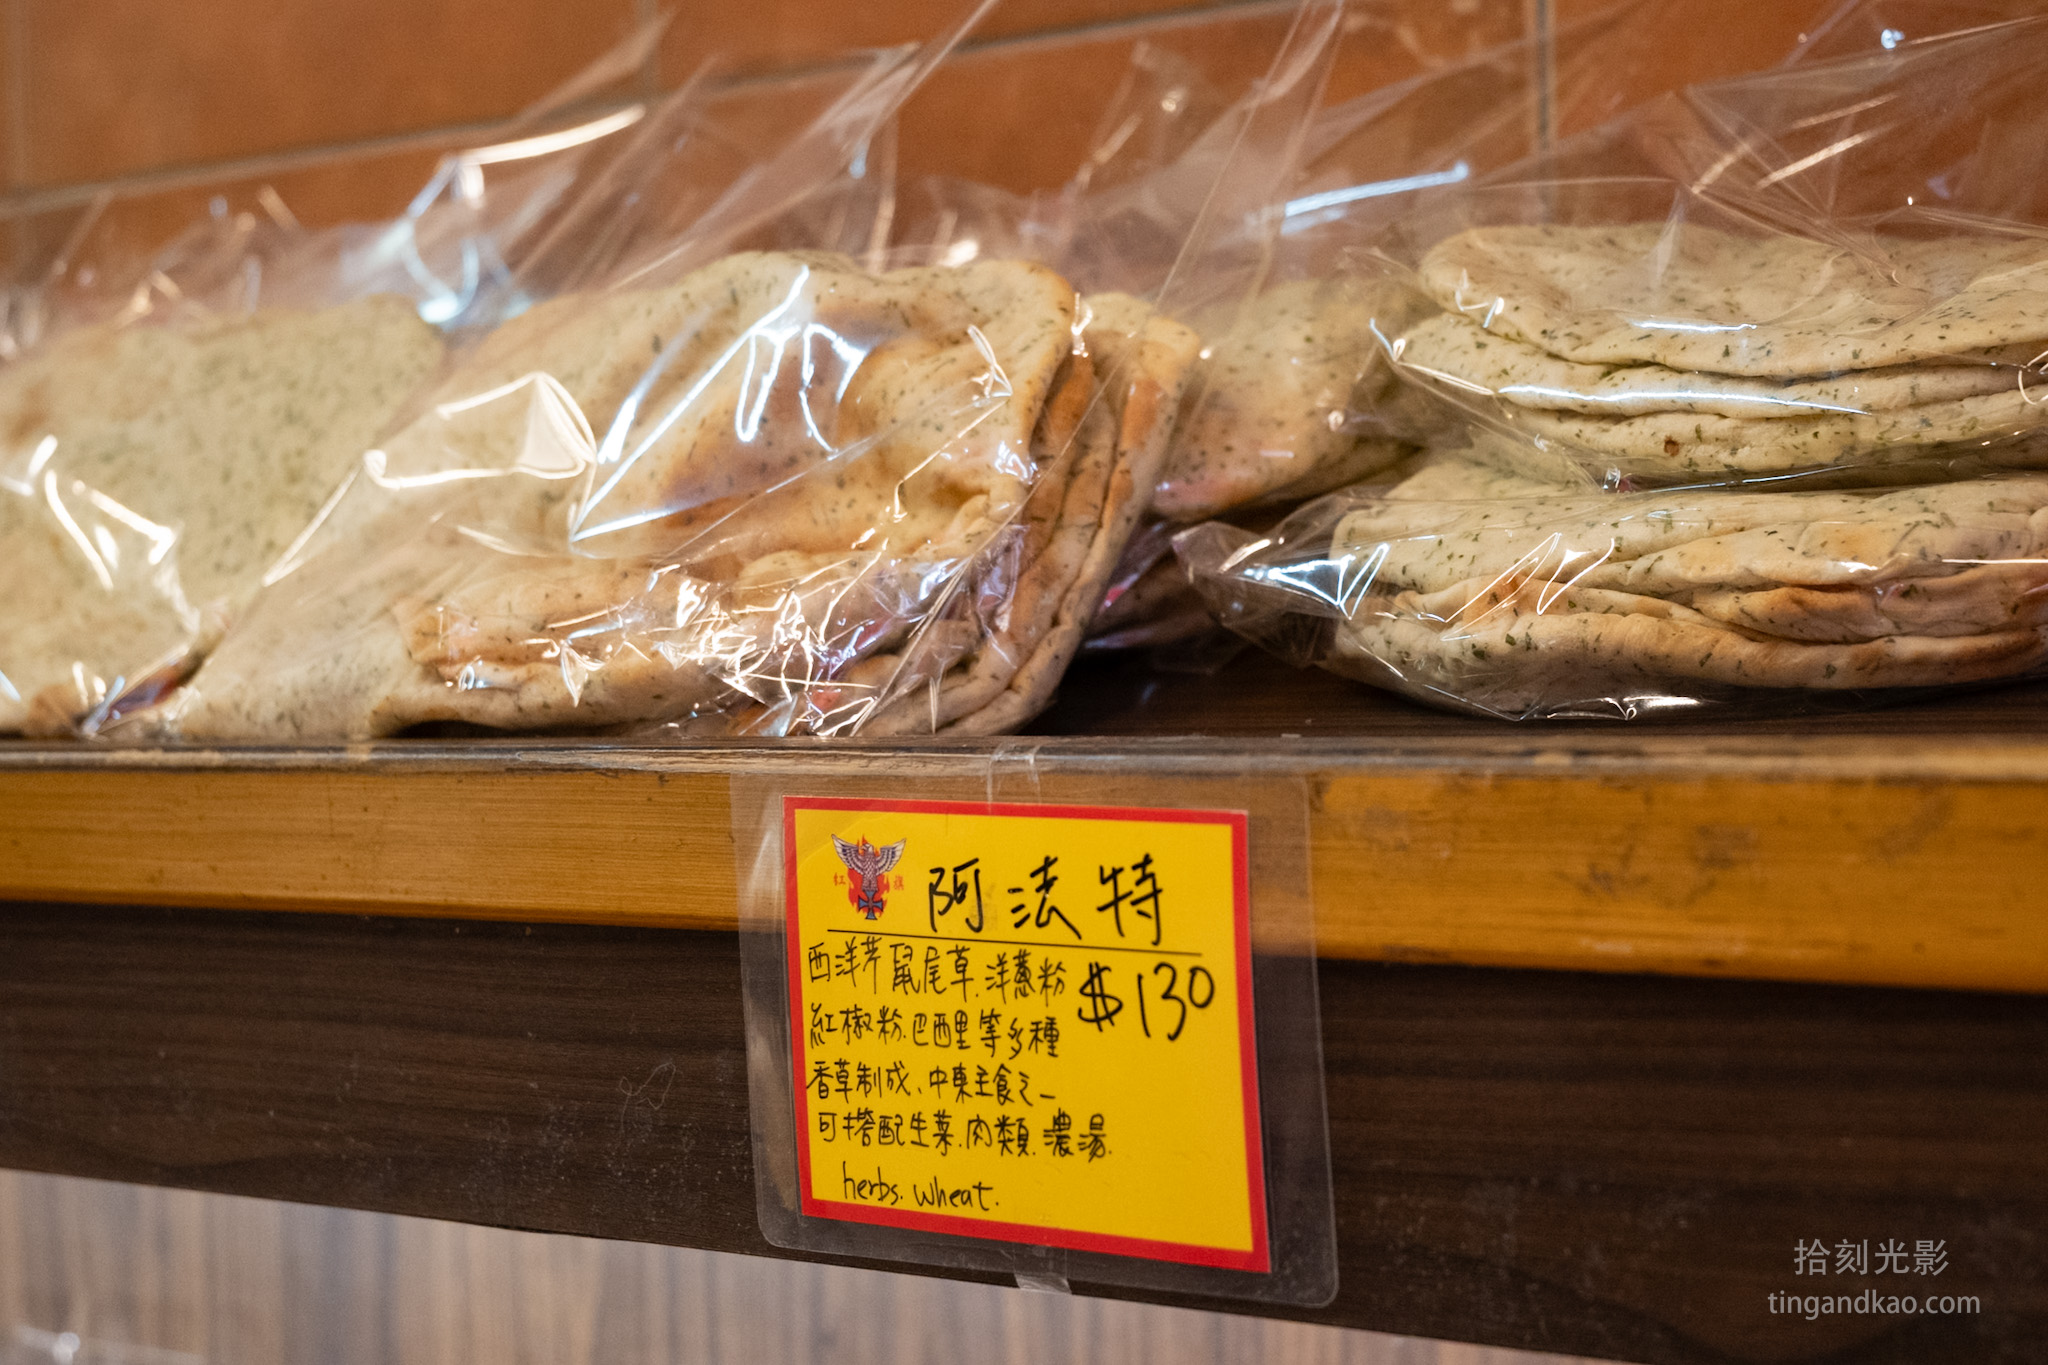 紅 旗
阿法特
西洋芹鼠尾草.洋蔥粉
$130
紅椒粉.巴西里等多種
香草制成、中東主食之一
可搭配生菜.肉類.濃湯.
herbs. wheat.
拾刻光影
tingandkao.com